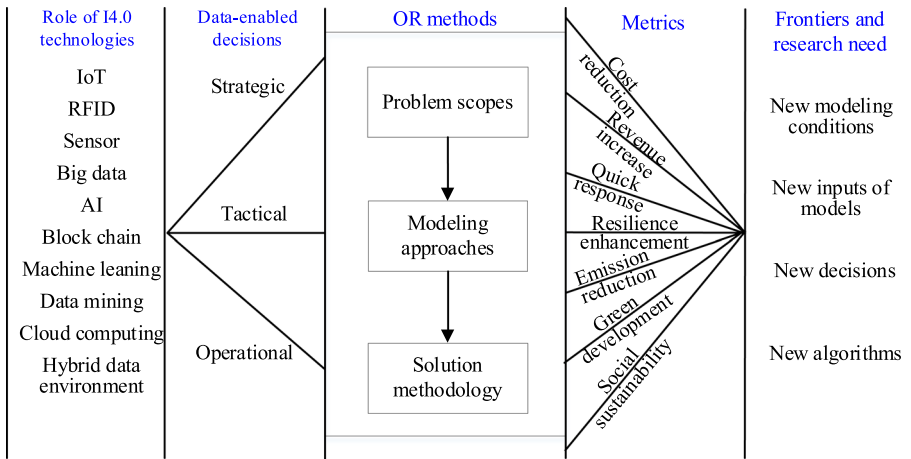 Role of I4.0
technologies
IoT
RFID
Sensor
Big data
AI
Block chain
Machine leaning
Data mining
Cloud computing
Hybrid data
environment
Data-enabled
decisions
Strategic
Tactical
Operational
OR methods
Problem scopes
Modeling
approaches
Solution
methodology
Metrics
Cost
reduction
Revenue
increase
Quick
response
Resilience
enhancement
Emission
reduction
Green
development
Social
sustainability
Frontiers and
research need
New modeling
conditions
New inputs of
models
New decisions
New algorithms